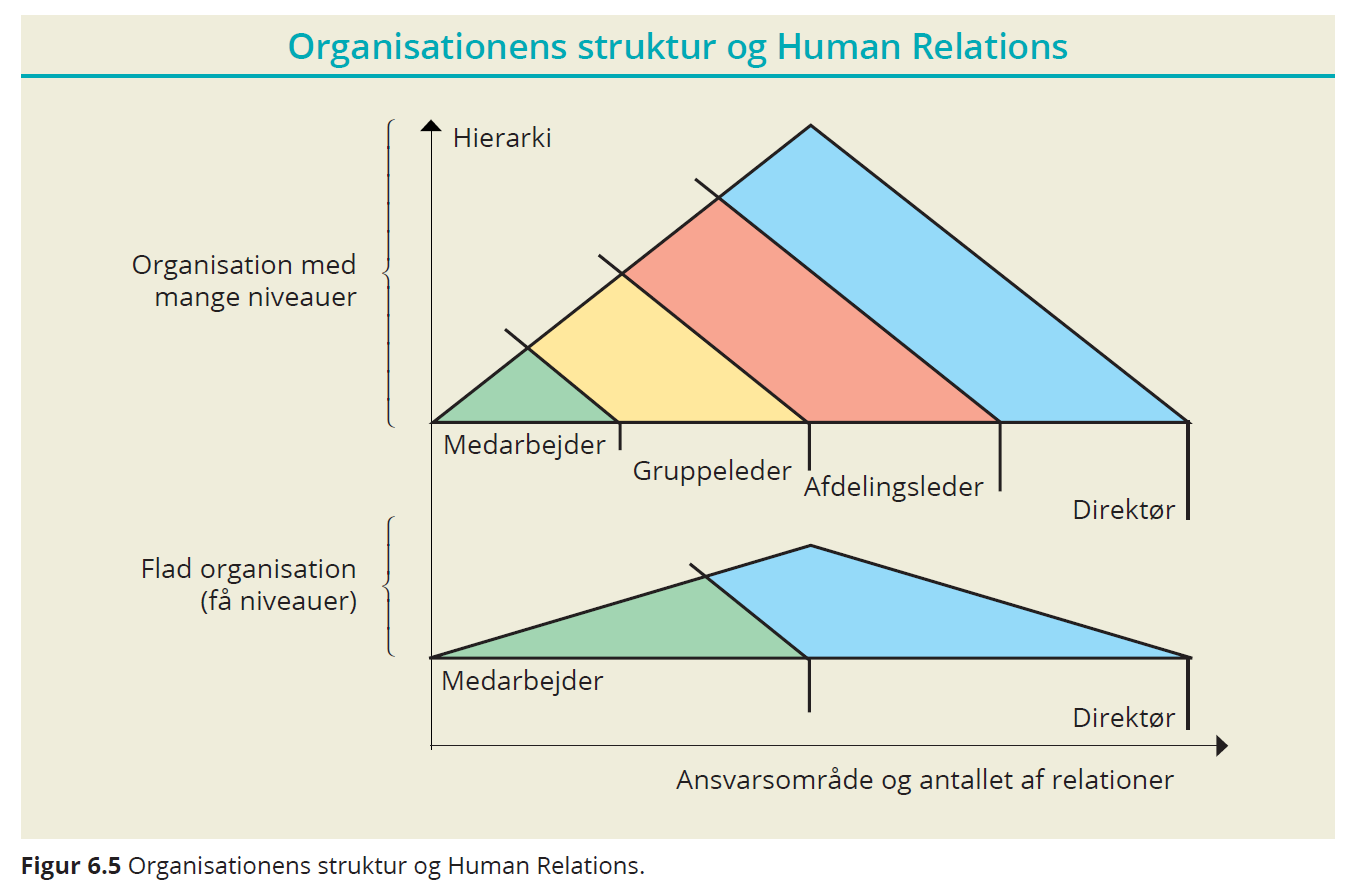 Organisationens struktur og Human Relations
Hierarki
Organisation med
mange niveauer
Medarbejder
Gruppeleder
Afdelingsleder
Direktør
Flad organisation
(få niveauer)
Medarbejder
Direktør
Ansvarsområde og antallet af relationer
Figur 6.5 Organisationens struktur og Human Relations.